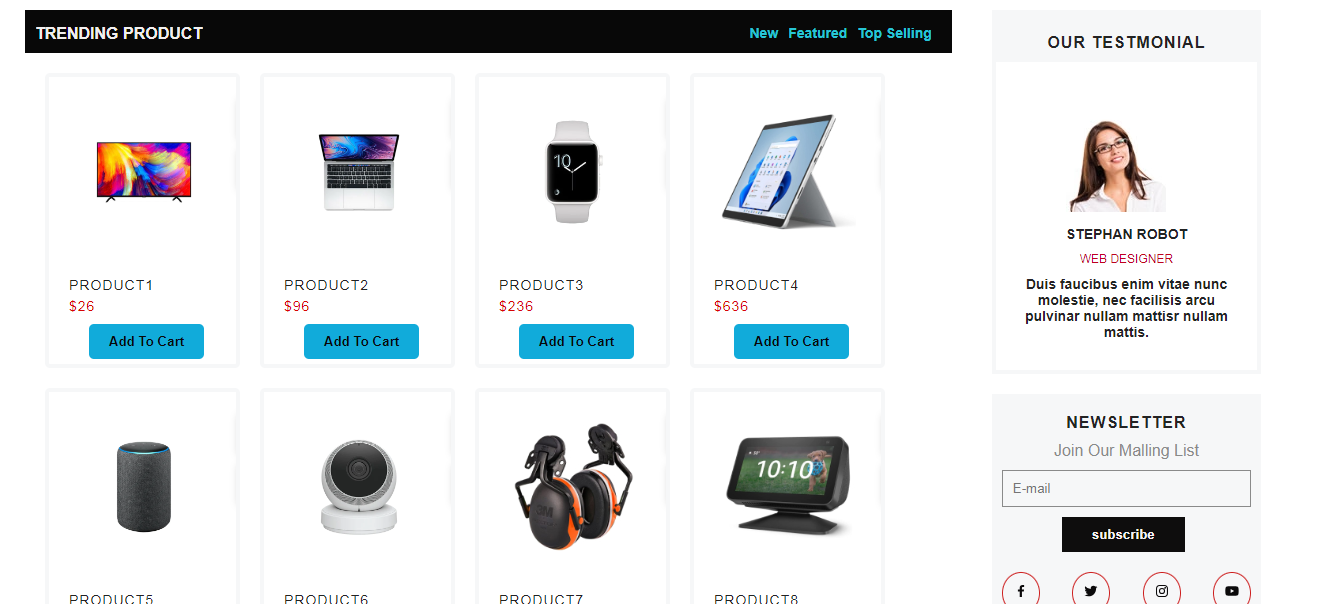 TRENDING PRODUCT
New Featured Top Selling
PRODUCT1
$26
Add To Cart
PRODUCT2
$96
Add To Cart
PRODUCT3
$236
Add To Cart
PRODUCT4
$636
Add To Cart
PRODUCT5
PRODUCT6
3M
PRODUCT7
10:10
PRODUCT8
OUR TESTMONIAL
STEPHAN ROBOT
WEB DESIGNER
Duis faucibus enim vitae nunc
molestie, nec facilisis arcu
pulvinar nullam mattisr nullam
mattis.
NEWSLETTER
Join Our Malling List
E-mail
subscribe